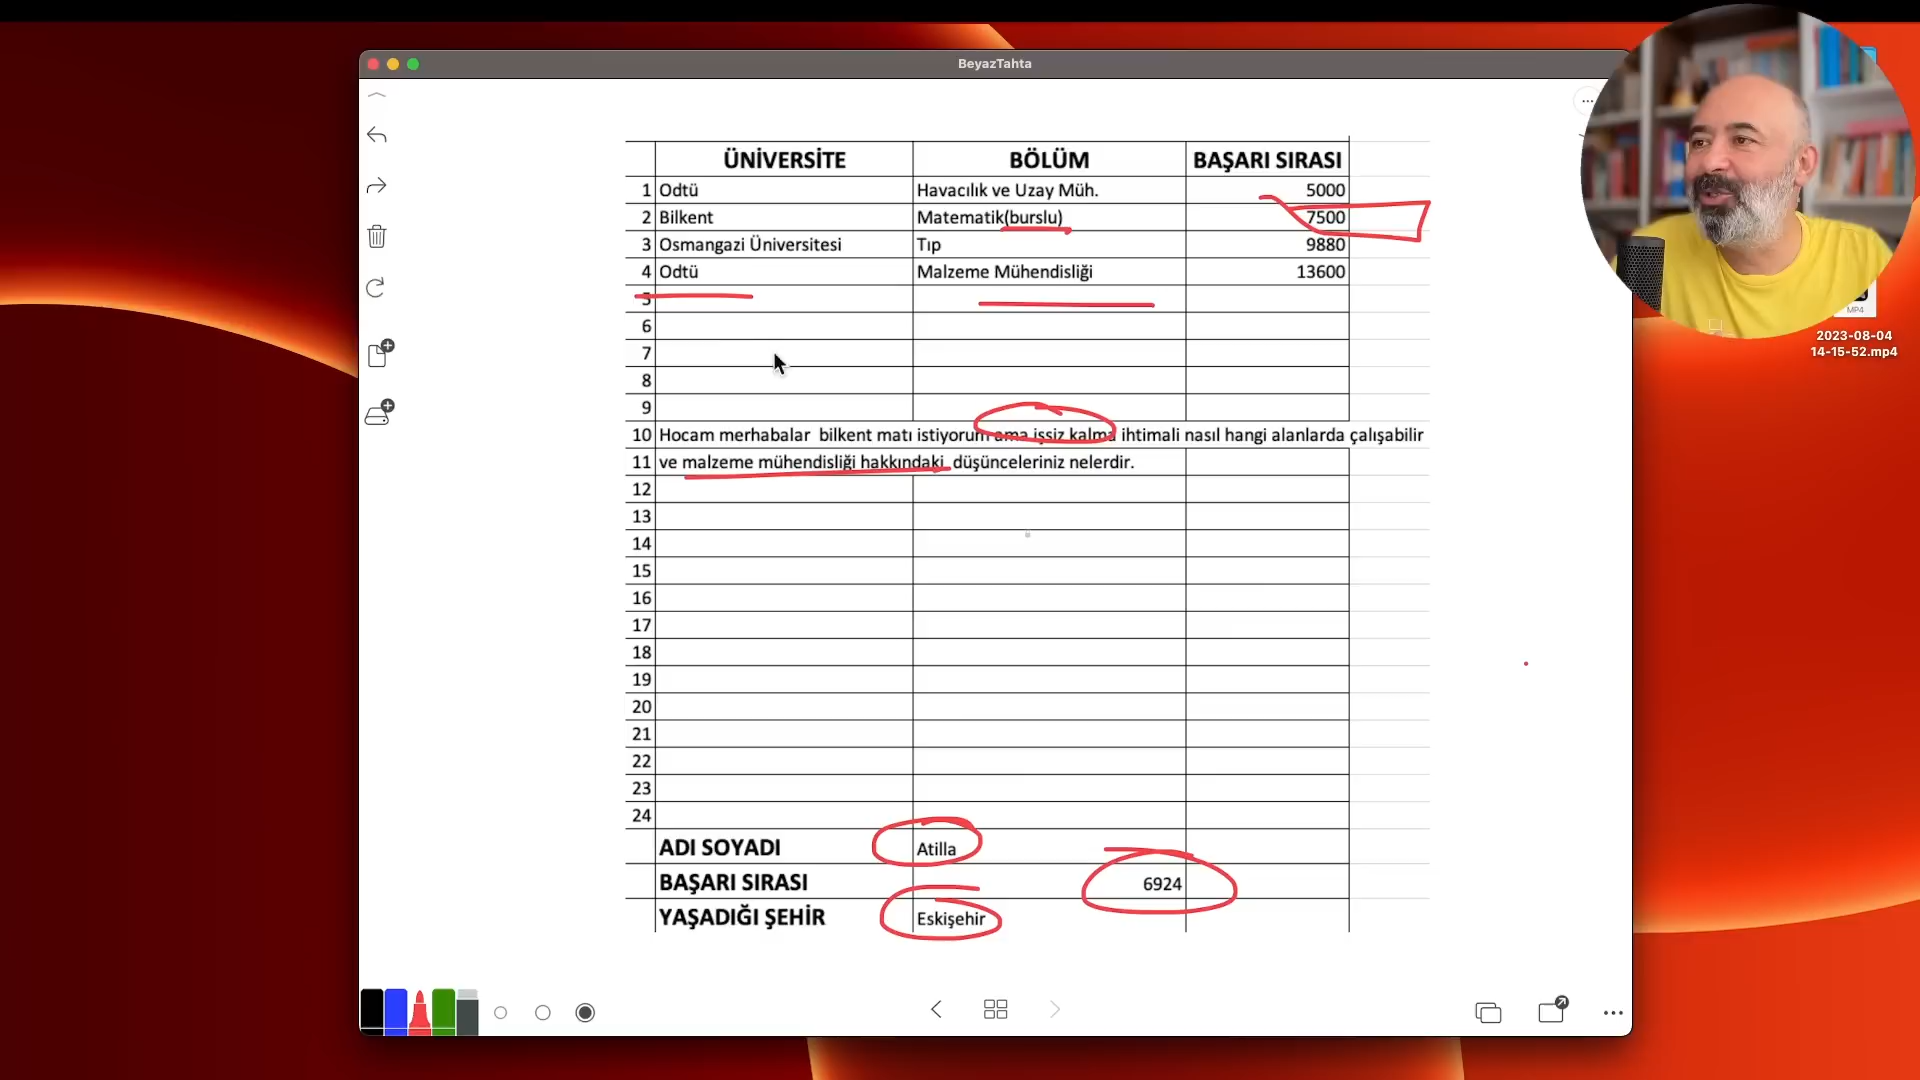 BeyazTahta
ÜNİVERSİTE BÖLÜM BAŞARI SIRASI
1 Odtü Havacılık ve Uzay Müh. 5000
2 Bilkent Matematik(burslu) 7500
3 Osmangazi Üniversitesi Tıp 9880
4 Odtü Malzeme Mühendisliği 13600
5
6
7
8
9
10 Hocam merhabalar bilkent matı istiyorum ama işsiz kalma ihtimali nasıl hangi alanlarda çalışabilir
11 ve malzeme mühendisliği hakkındaki düşünceleriniz nelerdir.
12
13
14
15
16
17
18
19
20
21
22
23
24
ADI SOYADI Atilla
BAŞARI SIRASI 6924
YAŞADIĞI ŞEHİR Eskişehir
MP4
2023-08-04
14-15-52.mp4